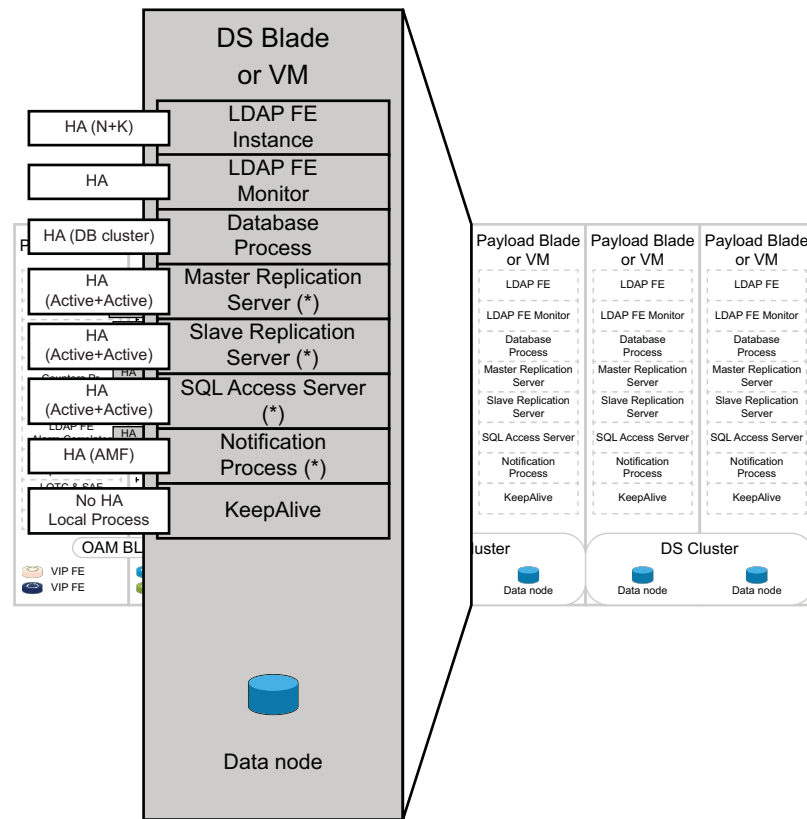 DS Blade
or VM
HA (N+K)
LDAP FE
Instance
HA
LDAP FE
Monitor
HA (DB cluster)
Database
Process
HA
(Active+Active)
Master Replication
Server (*)
HA
(Active+Active)
Slave Replication
Server (*)
HA
(Active+Active)
SQL Access Server
(*)
HA (AMF)
Notification
Process (*)
No HA
Local Process
KeepAlive
Data node
HA
LDAP FE
HA
OAM BL
VIP FE
VIP FE
Payload Blade
or VM
LDAP FE
LDAP FE Monitor
Database
Process
Master Replication
Server
Slave Replication
Server
SQL Access Server
Notification
Process
KeepAlive
Data node
Payload Blade
or VM
LDAP FE
LDAP FE Monitor
Database
Process
Master Replication
Server
Slave Replication
Server
SQL Access Server
Notification
Process
KeepAlive
Data node
Payload Blade
or VM
LDAP FE
LDAP FE Monitor
Database
Process
Master Replication
Server
Slave Replication
Server
SQL Access Server
Notification
Process
KeepAlive
Data node
DS Cluster